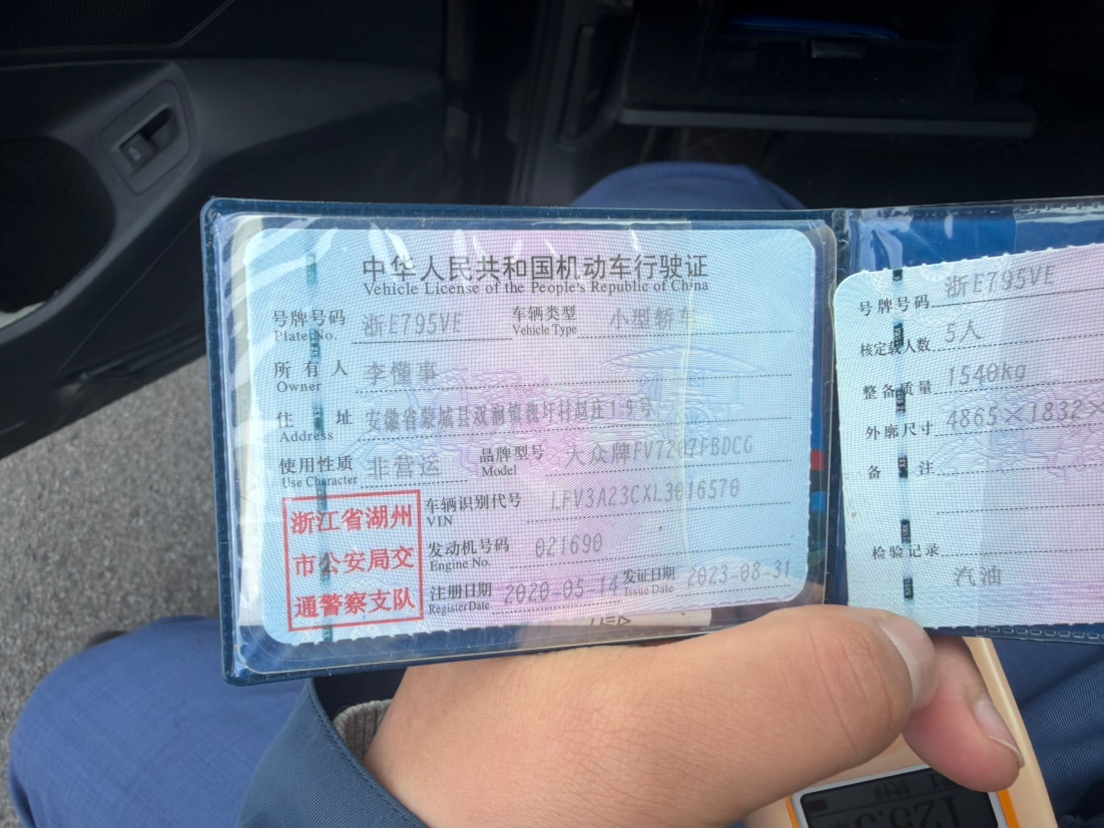 中华人民共和国机动车行驶证
Vehicle License of the People's Republic of China
号牌号码 浙E795VE 车辆类型 小型轿车
Plate No. Vehicle Type
所有人 李懂事
Owner
住址 安徽省蒙城县双涧镇魏圩村赵庄1-9号
Address
使用性质 非营运 品牌型号 大众牌FV7207FBDCG
Use Character Model
浙江省湖州
市公安局交
通警察支队
车辆识别代号 LFV3A23CXL3016570
VIN
发动机号码 021690
Engine No.
注册日期 2020-05-14 发证日期 2023-08-31
Register Date Issue Date
号牌号码 浙E795VE
核定载人数 5人
整备质量 1540kg
外廓尺寸 4865×1832×
备注
检验记录
汽油